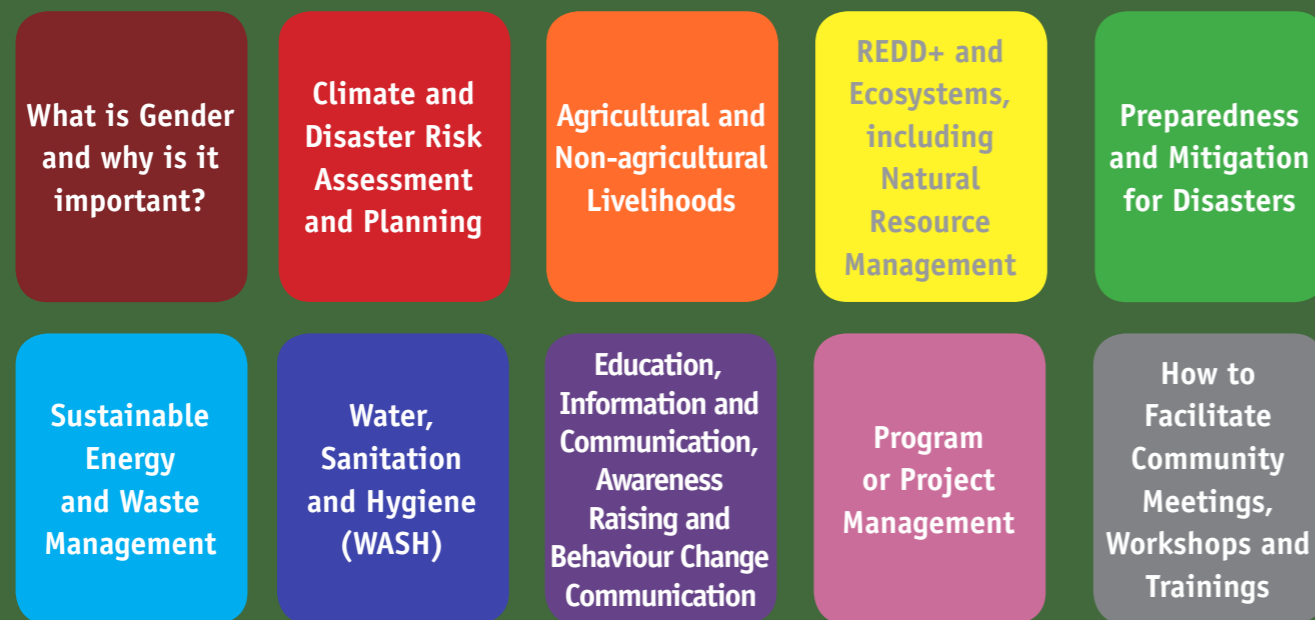 What is Gender
and why is it
important?
Climate and
Disaster Risk
Assessment
and Planning
Agricultural and
Non-agricultural
Livelihoods
REDD+ and
Ecosystems,
including
Natural
Resource
Management
Preparedness
and Mitigation
for Disasters
Sustainable
Energy
and Waste
Management
Water,
Sanitation
and Hygiene
(WASH)
Education,
Information and
Communication,
Awareness
Raising and
Behaviour Change
Communication
Program
or Project
Management
How to
Facilitate
Community
Meetings,
Workshops and
Trainings